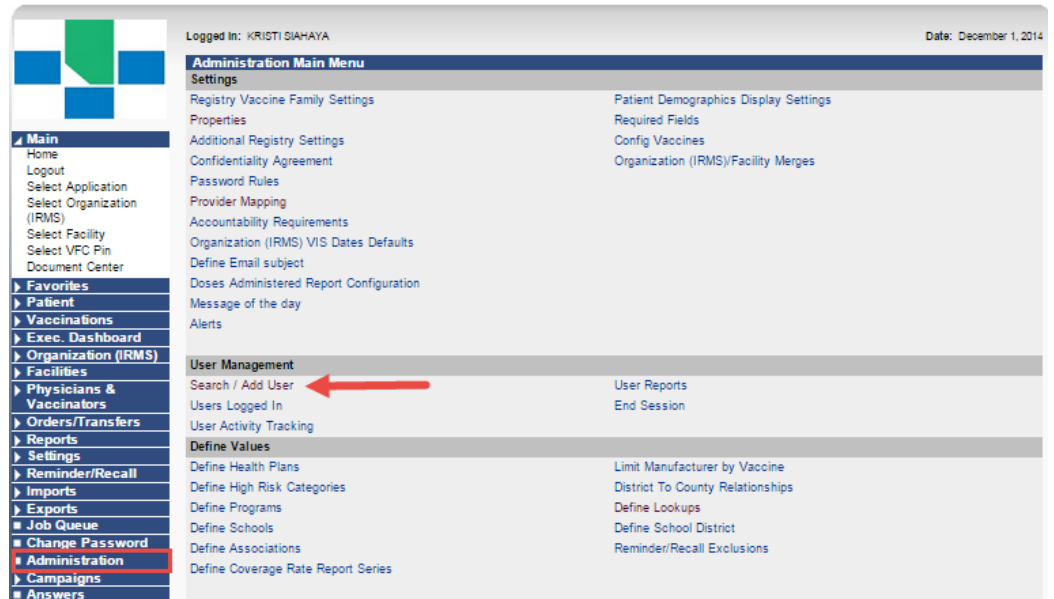 Logged In: KRISTI SIAHAYA Date: December 1, 2014
Main
Home
Logout
Select Application
Select Organization
(IRMS)
Select Facility
Select VFC Pin
Document Center
Favorites
Patient
Vaccinations
Exec. Dashboard
Organization (IRMS)
Facilities
Physicians &
Vaccinators
Orders/Transfers
Reports
Settings
Reminder/Recall
Imports
Exports
Job Queue
Change Password
Administration
Campaigns
Answers
Administration Main Menu
Settings
Registry Vaccine Family Settings Patient Demographics Display Settings
Properties Required Fields
Additional Registry Settings Config Vaccines
Confidentiality Agreement Organization (IRMS)/Facility Merges
Password Rules
Provider Mapping
Accountability Requirements
Organization (IRMS) VIS Dates Defaults
Define Email subject
Doses Administered Report Configuration
Message of the day
Alerts
User Management
Search / Add User User Reports
Users Logged In End Session
User Activity Tracking
Define Values
Define Health Plans Limit Manufacturer by Vaccine
Define High Risk Categories District To County Relationships
Define Programs Define Lookups
Define Schools Define School District
Define Associations Reminder/Recall Exclusions
Define Coverage Rate Report Series